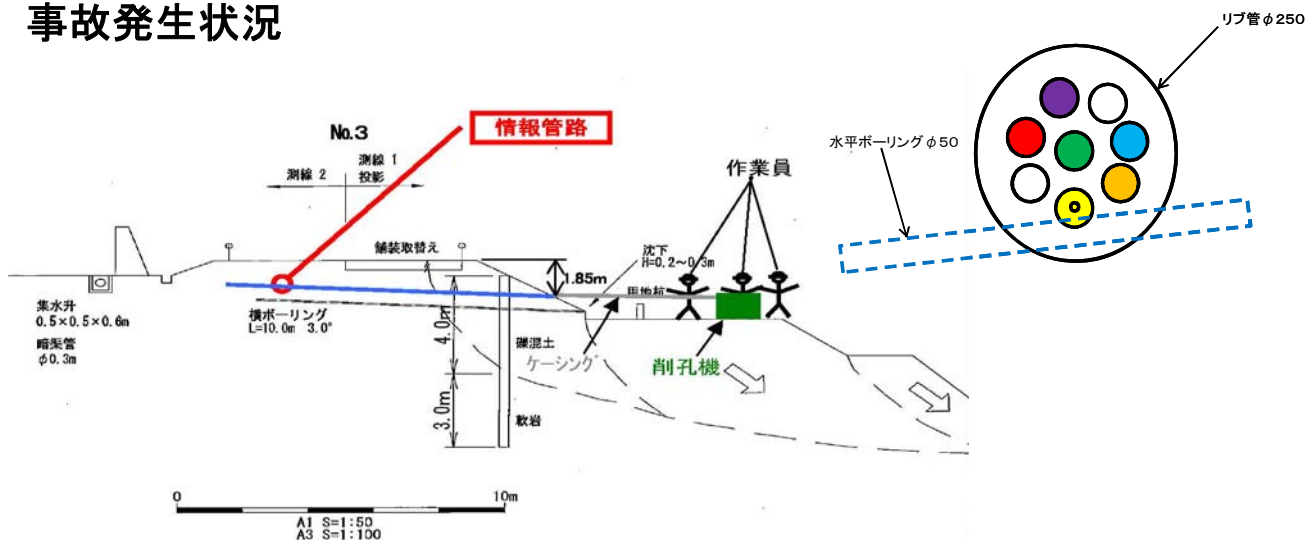 事故発生状況
リブ管φ250
水平ボーリングφ50
No.3
情報管路
測線 2
測線 1
投影
作業員
舗装取替え
沈下
H=0.2~0.3m
1.85m
用地杭
集水升
0.5×0.5×0.6m
暗渠管
φ0.3m
横ボーリング
L=10.0m 3.0°
4.0m
礫混土
ケーシング
削孔機
3.0m
軟岩
0
10m
A1 S=1:50
A3 S=1:100